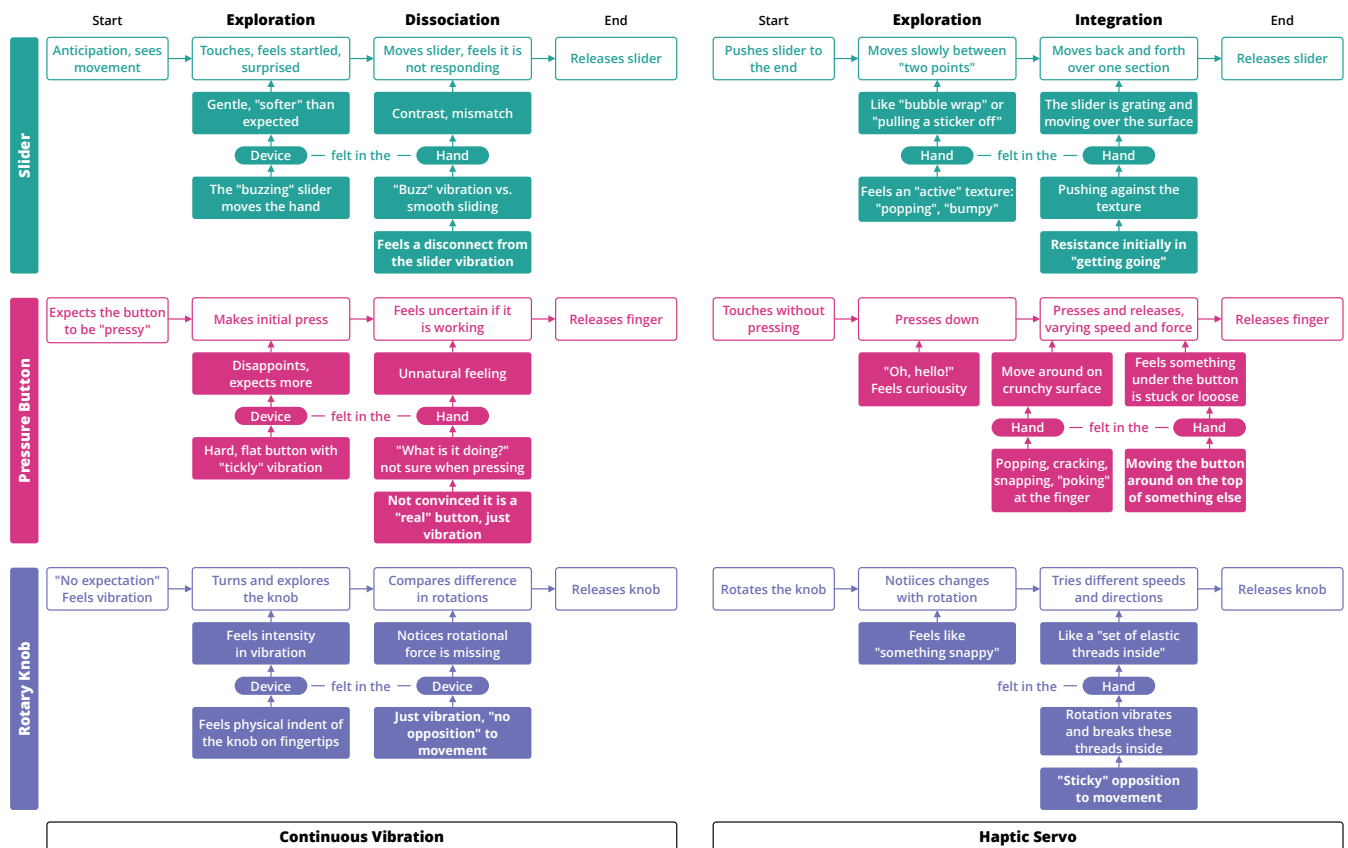 Start
Exploration
Dissociation
End
Start
Exploration
Integration
End
Slider
Anticipation, sees
movement
Touches, feels startled,
surprised
Moves slider, feels it is
not responding
Releases slider
Gentle, "softer" than
expected
Contrast, mismatch
Device — felt in the — Hand
The "buzzing" slider
moves the hand
"Buzz" vibration vs.
smooth sliding
Feels a disconnect from
the slider vibration
Pushes slider to
the end
Moves slowly between
"two points"
Moves back and forth
over one section
Releases slider
Like "bubble wrap" or
"pulling a sticker off"
The slider is grating and
moving over the surface
Hand — felt in the — Hand
Feels an "active" texture:
"popping", "bumpy"
Pushing against the
texture
Resistance initially in
"getting going"
Pressure Button
Expects the button
to be "pressy"
Makes initial press
Feels uncertain if it
is working
Releases finger
Disappoints,
expects more
Unnatural feeling
Device — felt in the — Hand
Hard, flat button with
"tickly" vibration
"What is it doing?"
not sure when pressing
Not convinced it is a
"real" button, just
vibration
Touches without
pressing
Presses down
Presses and releases,
varying speed and force
Releases finger
"Oh, hello!"
Feels curiousity
Move around on
crunchy surface
Feels something
under the button
is stuck or looose
Hand — felt in the — Hand
Popping, cracking,
snapping, "poking"
at the finger
Moving the button
around on the top
of something else
Rotary Knob
"No expectation"
Feels vibration
Turns and explores
the knob
Compares difference
in rotations
Releases knob
Feels intensity
in vibration
Notices rotational
force is missing
Device — felt in the — Device
Feels physical indent of
the knob on fingertips
Just vibration, "no
opposition" to
movement
Rotates the knob
Notiices changes
with rotation
Tries different speeds
and directions
Releases knob
Feels like
"something snappy"
Like a "set of elastic
threads inside"
felt in the — Hand
Rotation vibrates
and breaks these
threads inside
"Sticky" opposition
to movement
Continuous Vibration
Haptic Servo